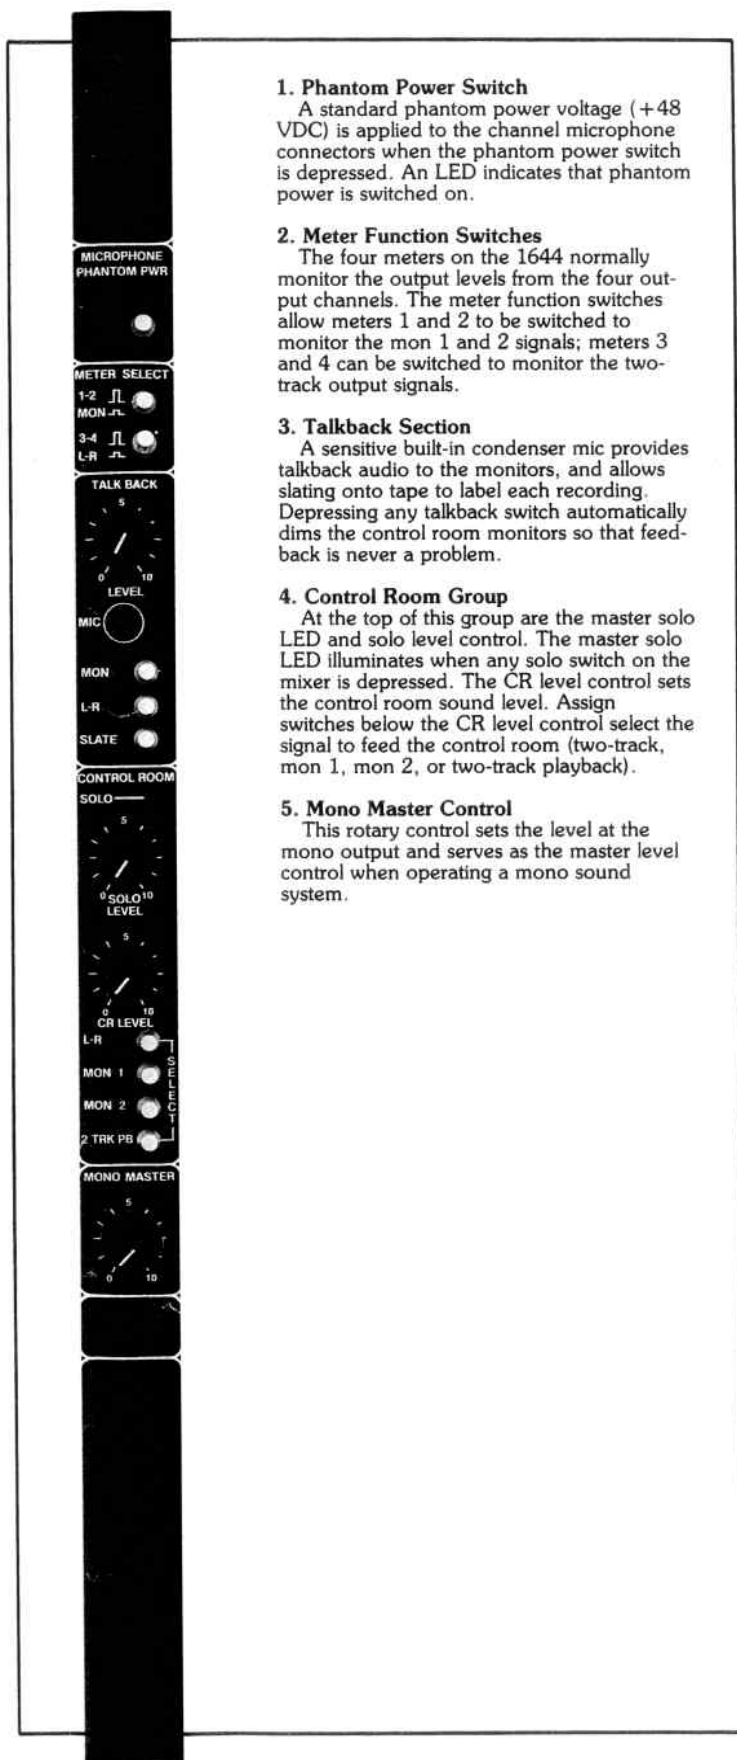 MICROPHONE
PHANTOM PWR
METER SELECT
1-2
MON
3-4
L-R
TALK BACK
5
0 10
LEVEL
MIC
MON
L-R
SLATE
CONTROL ROOM
SOLO
5
0 SOLO 10
LEVEL
5
0 10
CR LEVEL
L-R
MON 1
MON 2
2 TRK PB
SELECT
MONO MASTER
5
0 10
1. Phantom Power Switch
A standard phantom power voltage (+48
VDC) is applied to the channel microphone
connectors when the phantom power switch
is depressed. An LED indicates that phantom
power is switched on.
2. Meter Function Switches
The four meters on the 1644 normally
monitor the output levels from the four out-
put channels. The meter function switches
allow meters 1 and 2 to be switched to
monitor the mon 1 and 2 signals; meters 3
and 4 can be switched to monitor the two-
track output signals.
3. Talkback Section
A sensitive built-in condenser mic provides
talkback audio to the monitors, and allows
slating onto tape to label each recording.
Depressing any talkback switch automatically
dims the control room monitors so that feed-
back is never a problem.
4. Control Room Group
At the top of this group are the master solo
LED and solo level control. The master solo
LED illuminates when any solo switch on the
mixer is depressed. The CR level control sets
the control room sound level. Assign
switches below the CR level control select the
signal to feed the control room (two-track,
mon 1, mon 2, or two-track playback).
5. Mono Master Control
This rotary control sets the level at the
mono output and serves as the master level
control when operating a mono sound
system.